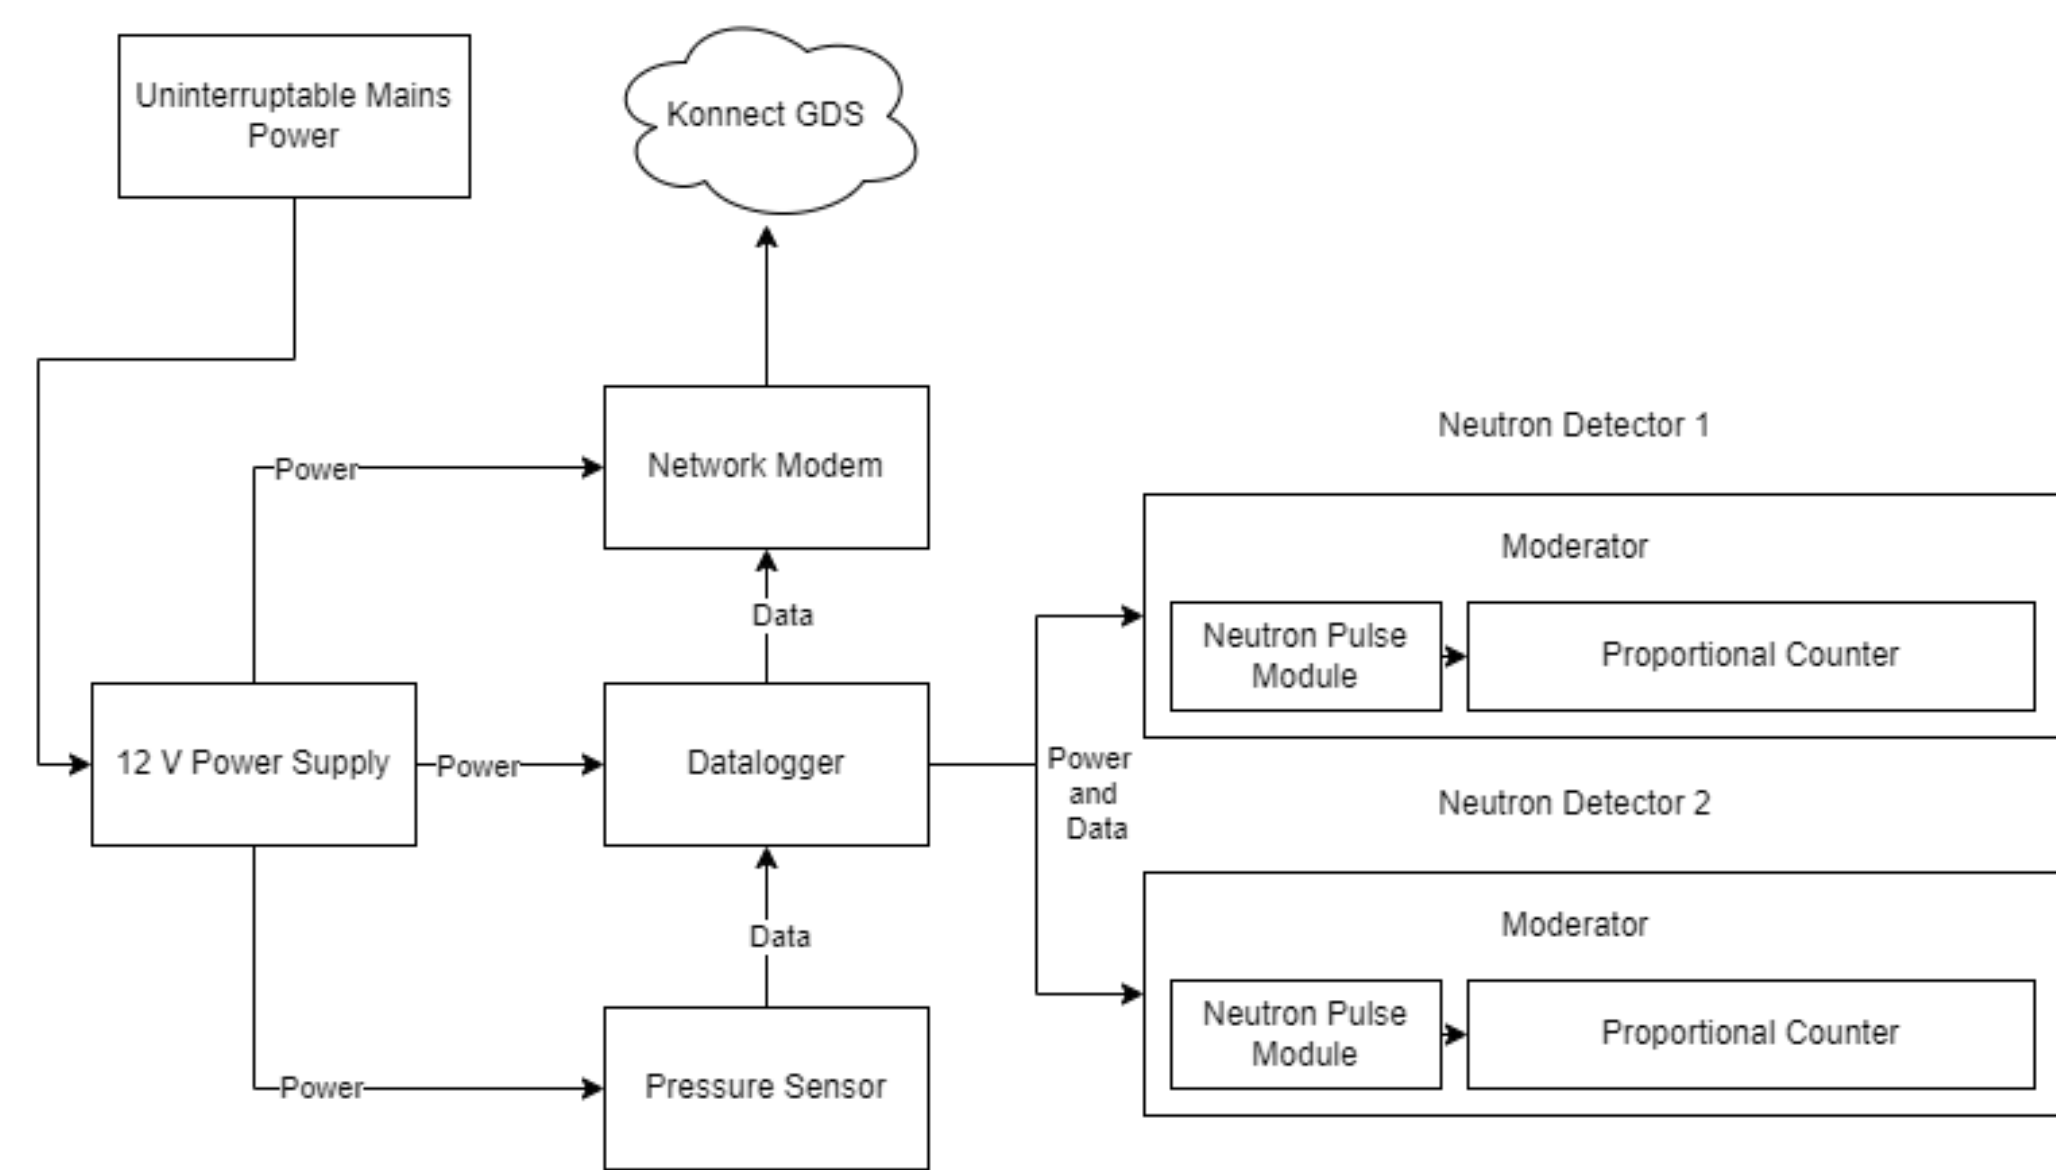 Uninterruptable Mains
Power
Konnect GDS
Power
Network Modem
Neutron Detector 1
Moderator
Data
Neutron Pulse
Module
Proportional Counter
12 V Power Supply
Power
Datalogger
Power
and
Data
Neutron Detector 2
Moderator
Data
Neutron Pulse
Module
Proportional Counter
Power
Pressure Sensor